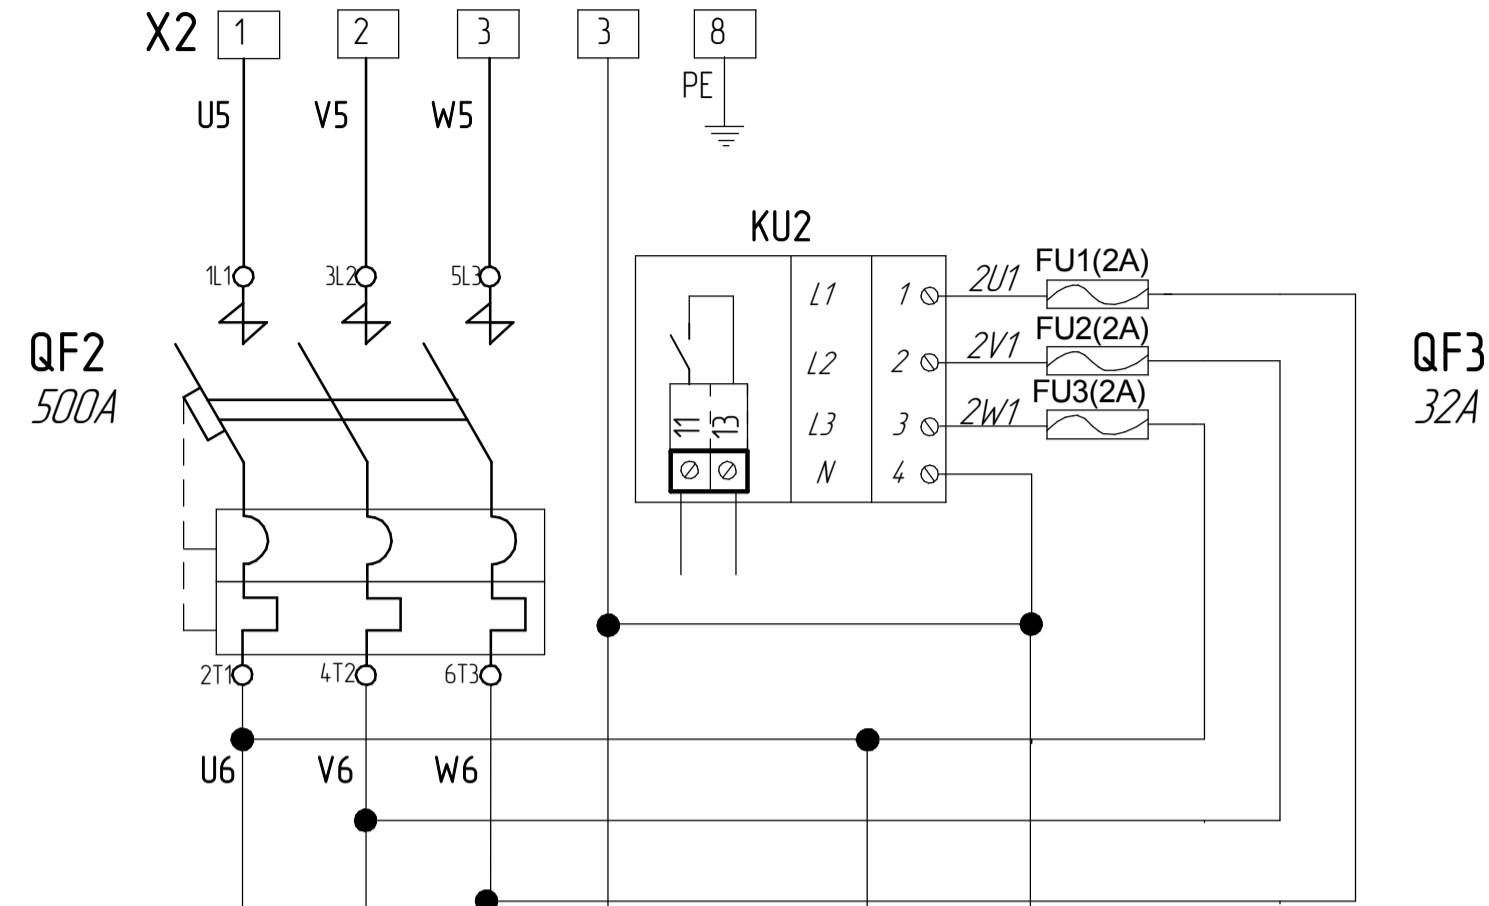 X2 1 2 3 3 8
PE
U5 V5 W5
KU2
1L1 3L2 5L3
QF2
500A
L1 1 2U1 FU1(2A)
L2 2 2V1 FU2(2A)
L3 3 2W1 FU3(2A)
N 4
11 13
QF3
32A
2T1 4T2 6T3
U6 V6 W6